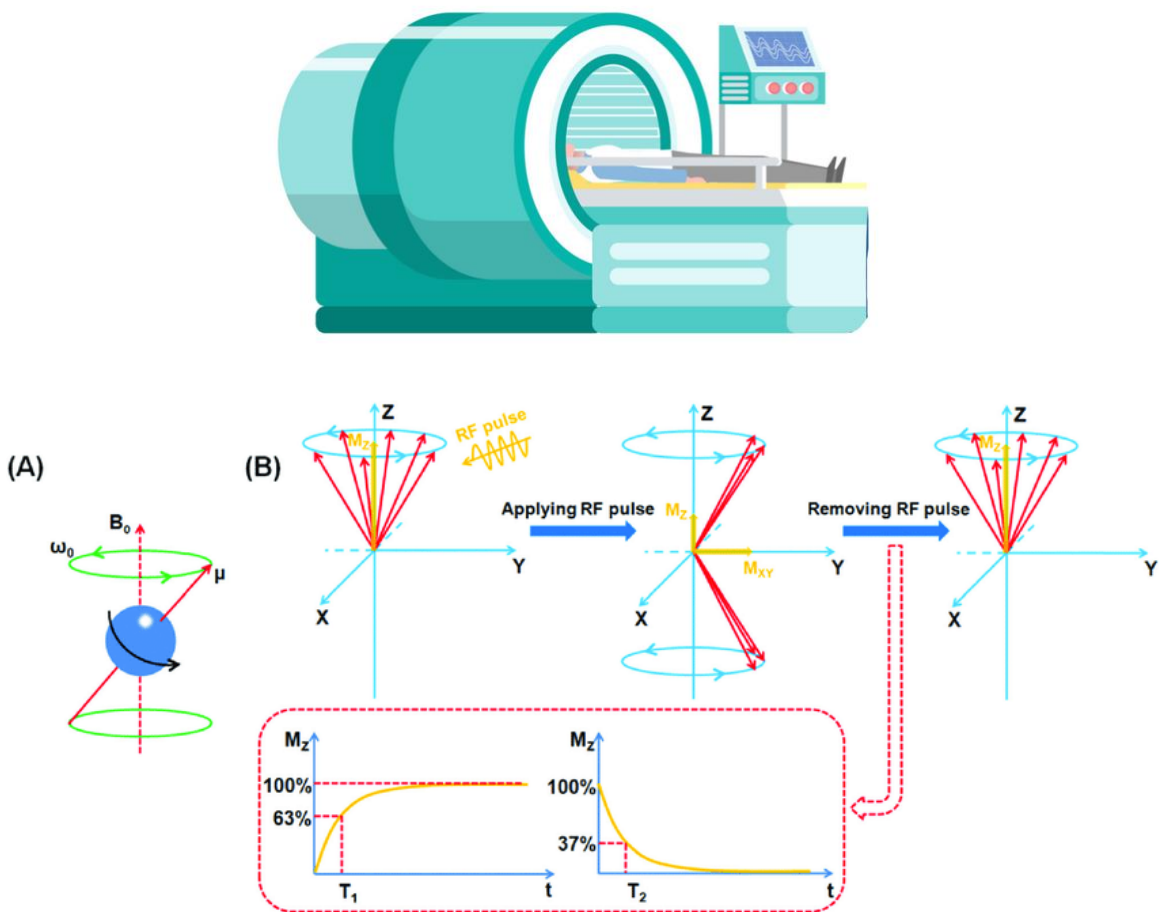 (A)
B₀
ω₀
μ
(B)
Z
M_Z
RF pulse
Y
X
Applying RF pulse
Z
M_Z
M_XY
Y
X
Removing RF pulse
Z
M_Z
Y
X
M_Z
100%
63%
T₁
t
M_Z
100%
37%
T₂
t